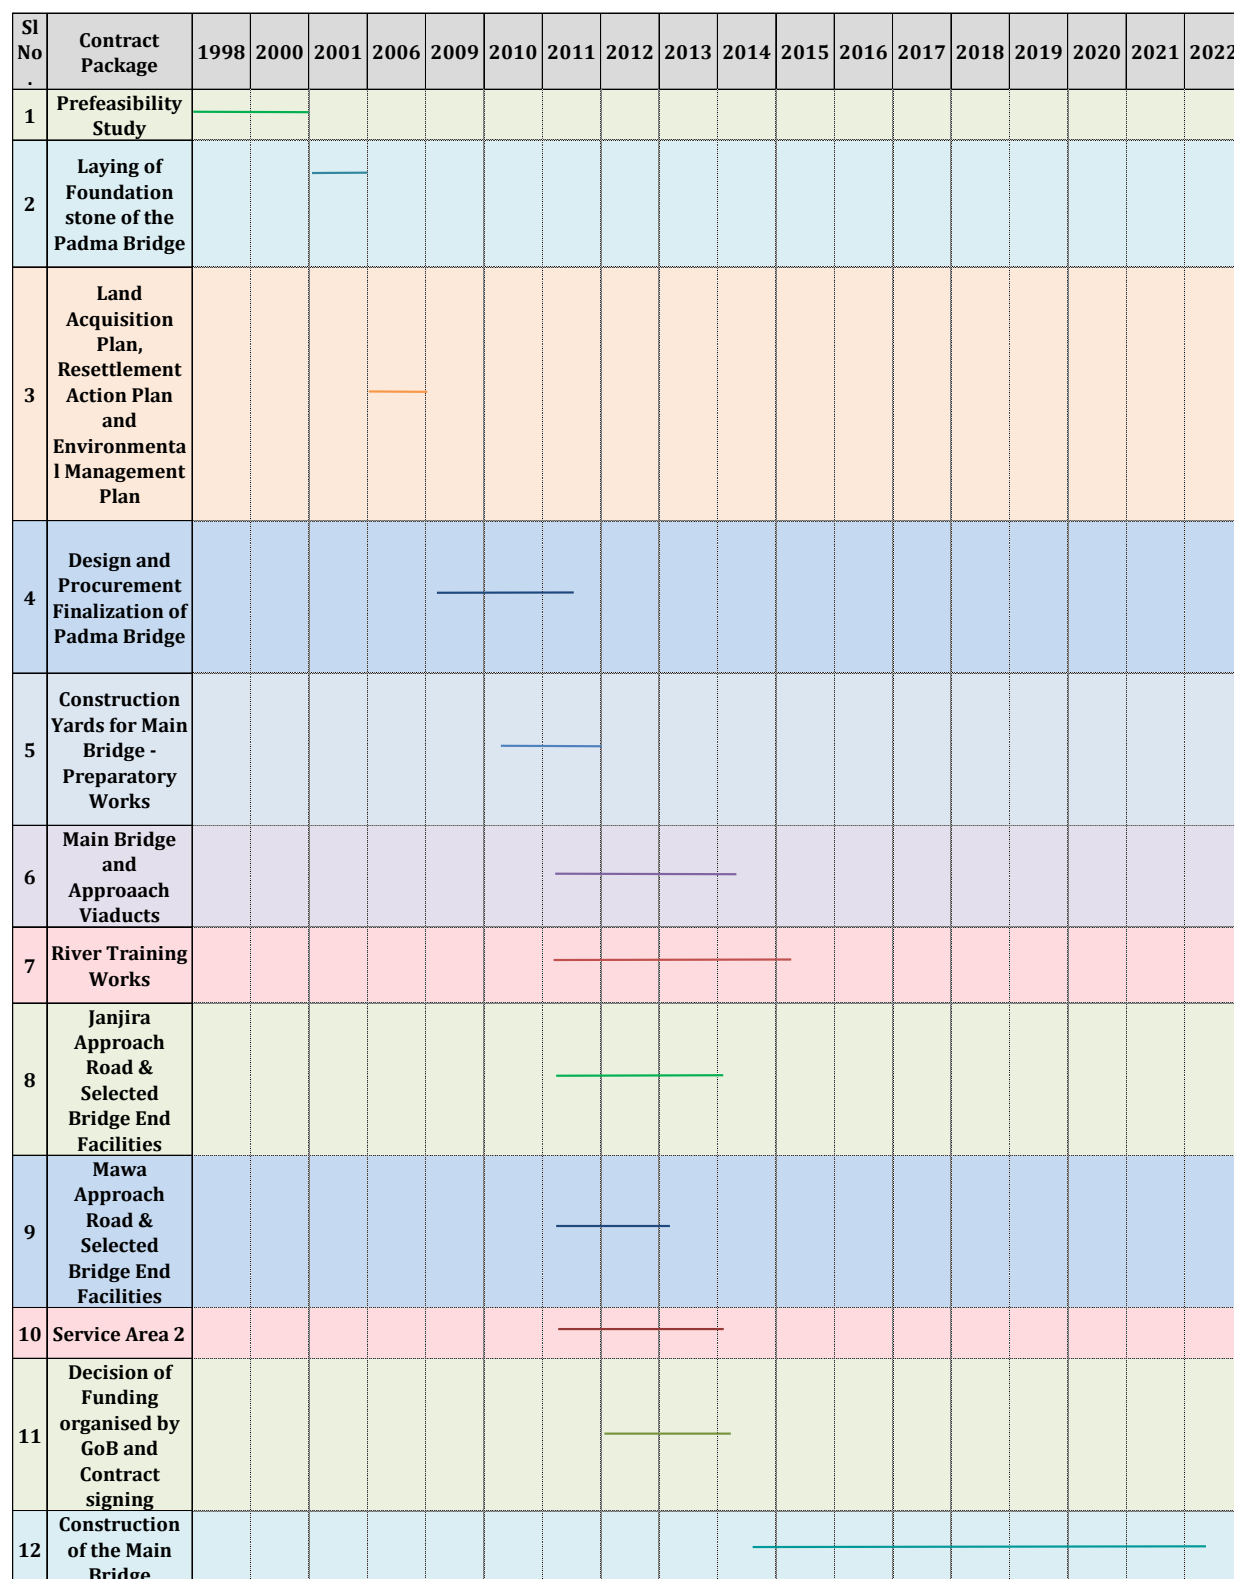 Sl
No
.
Contract
Package
1998 2000 2001 2006 2009 2010 2011 2012 2013 2014 2015 2016 2017 2018 2019 2020 2021 2022
1
Prefeasibility
Study
2
Laying of
Foundation
stone of the
Padma Bridge
3
Land
Acquisition
Plan,
Resettlement
Action Plan
and
Environmenta
l Management
Plan
4
Design and
Procurement
Finalization of
Padma Bridge
5
Construction
Yards for Main
Bridge -
Preparatory
Works
6
Main Bridge
and
Approaach
Viaducts
7
River Training
Works
8
Janjira
Approach
Road &
Selected
Bridge End
Facilities
9
Mawa
Approach
Road &
Selected
Bridge End
Facilities
10
Service Area 2
11
Decision of
Funding
organised by
GoB and
Contract
signing
12
Construction
of the Main
Bridge